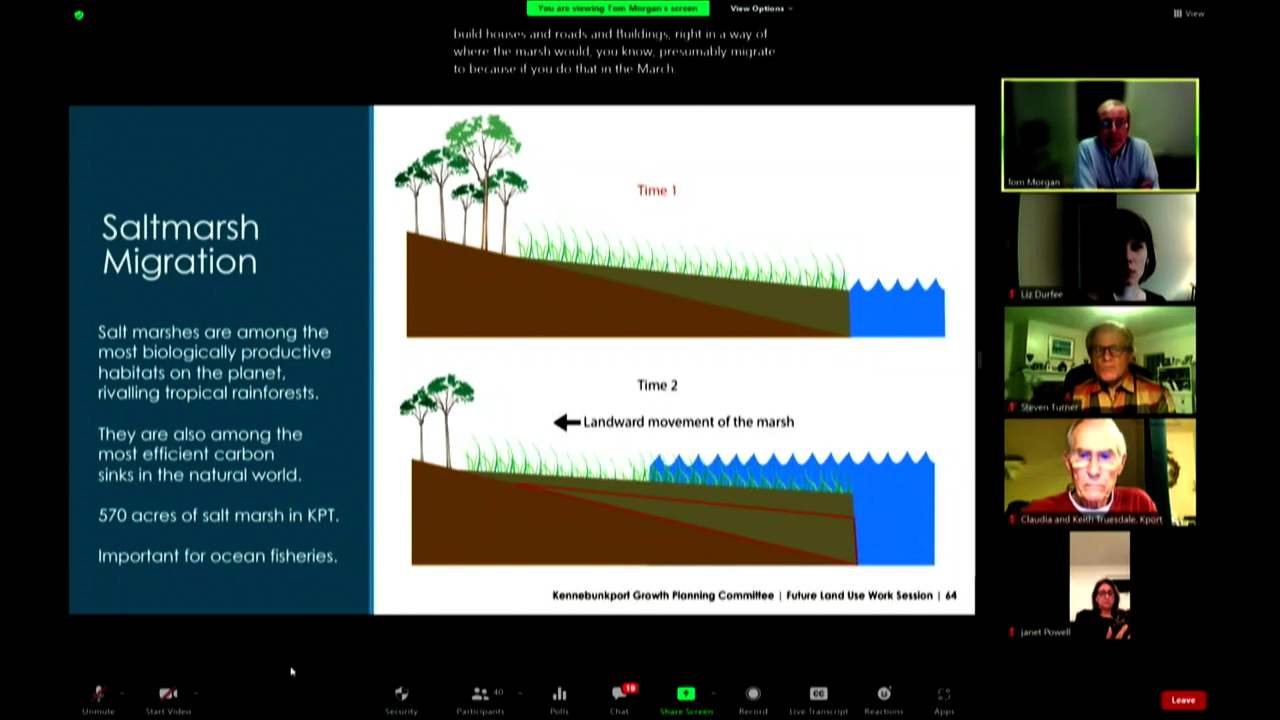 You are viewing Tom Morgan's screen
View Options
View
build houses and roads and Buildings, right in a way of
where the marsh would, you know, presumably migrate
to because if you do that in the March.
Saltmarsh
Migration
Salt marshes are among the
most biologically productive
habitats on the planet,
rivalling tropical rainforests.
They are also among the
most efficient carbon
sinks in the natural world.
570 acres of salt marsh in KPT.
Important for ocean fisheries.
Time 1
Time 2
Landward movement of the marsh
Kennebunkport Growth Planning Committee | Future Land Use Work Session | 64
Tom Morgan
Liz Durfee
Steven Turner
Claudia and Keith Truesdale, Kport
Janet Powell
Unmute
Start Video
Security
40
Participants
Polls
19
Chat
Share Screen
Record
CC
Live Transcript
Reactions
Apps
Leave